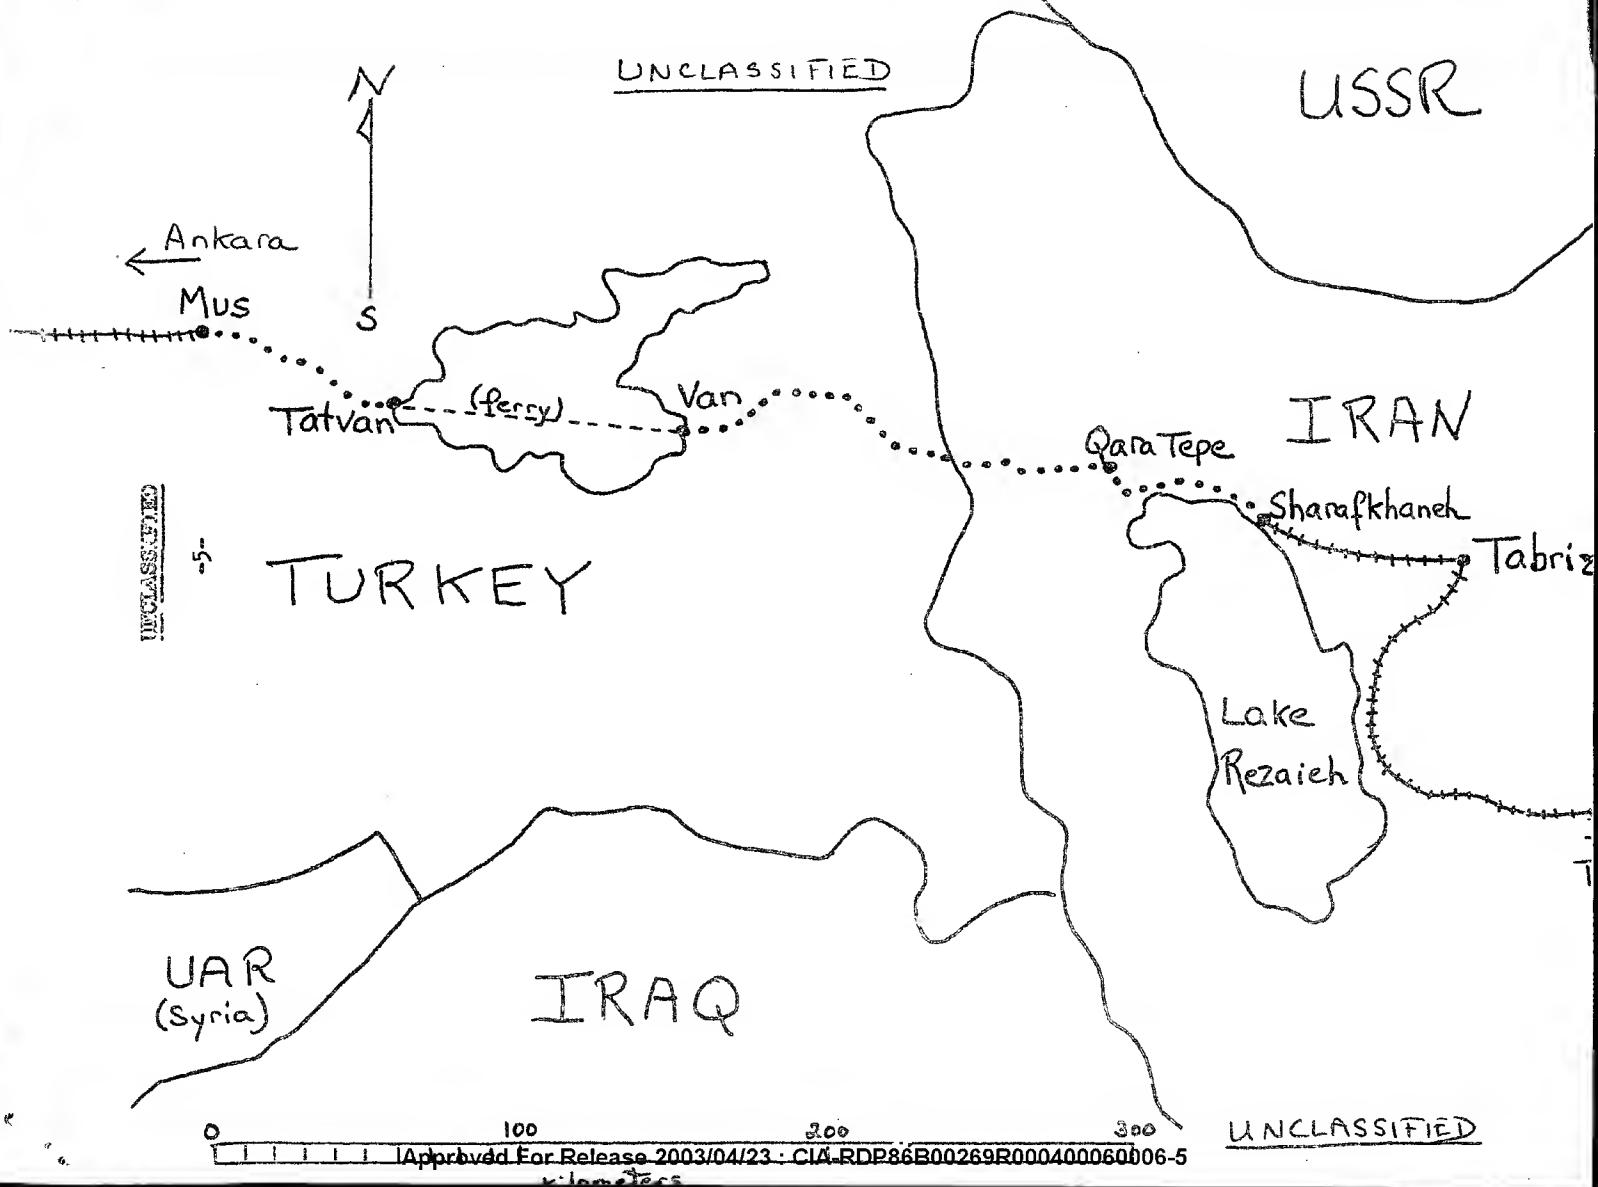 UNCLASSIFIED
USSR
N
Ankara
Mus
S
(ferry)
Van
Tatvan
IRAN
Qara Tepe
Sharafkhaneh
Tabriz
UNCLASSIFIED
-5-
TURKEY
Lake
Rezaieh
UAR
(Syria)
IRAQ
0 100 200 300
UNCLASSIFIED
Approved For Release 2003/04/23 : CIA-RDP86B00269R000400060006-5
kilometers